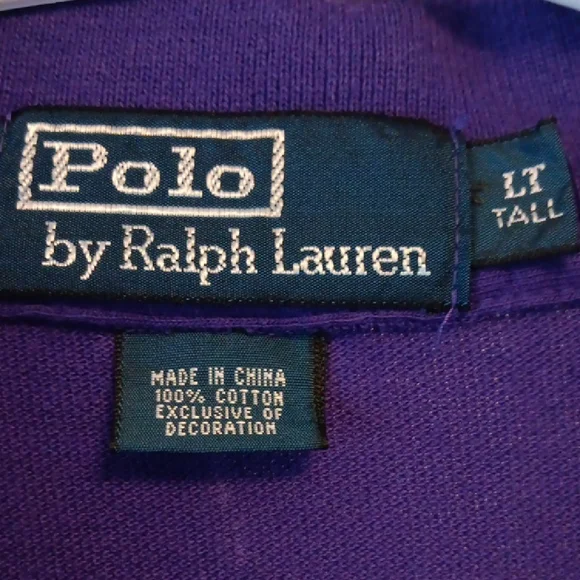 Polo
by Ralph Lauren
LT
TALL
MADE IN CHINA
100% COTTON
EXCLUSIVE OF
DECORATION